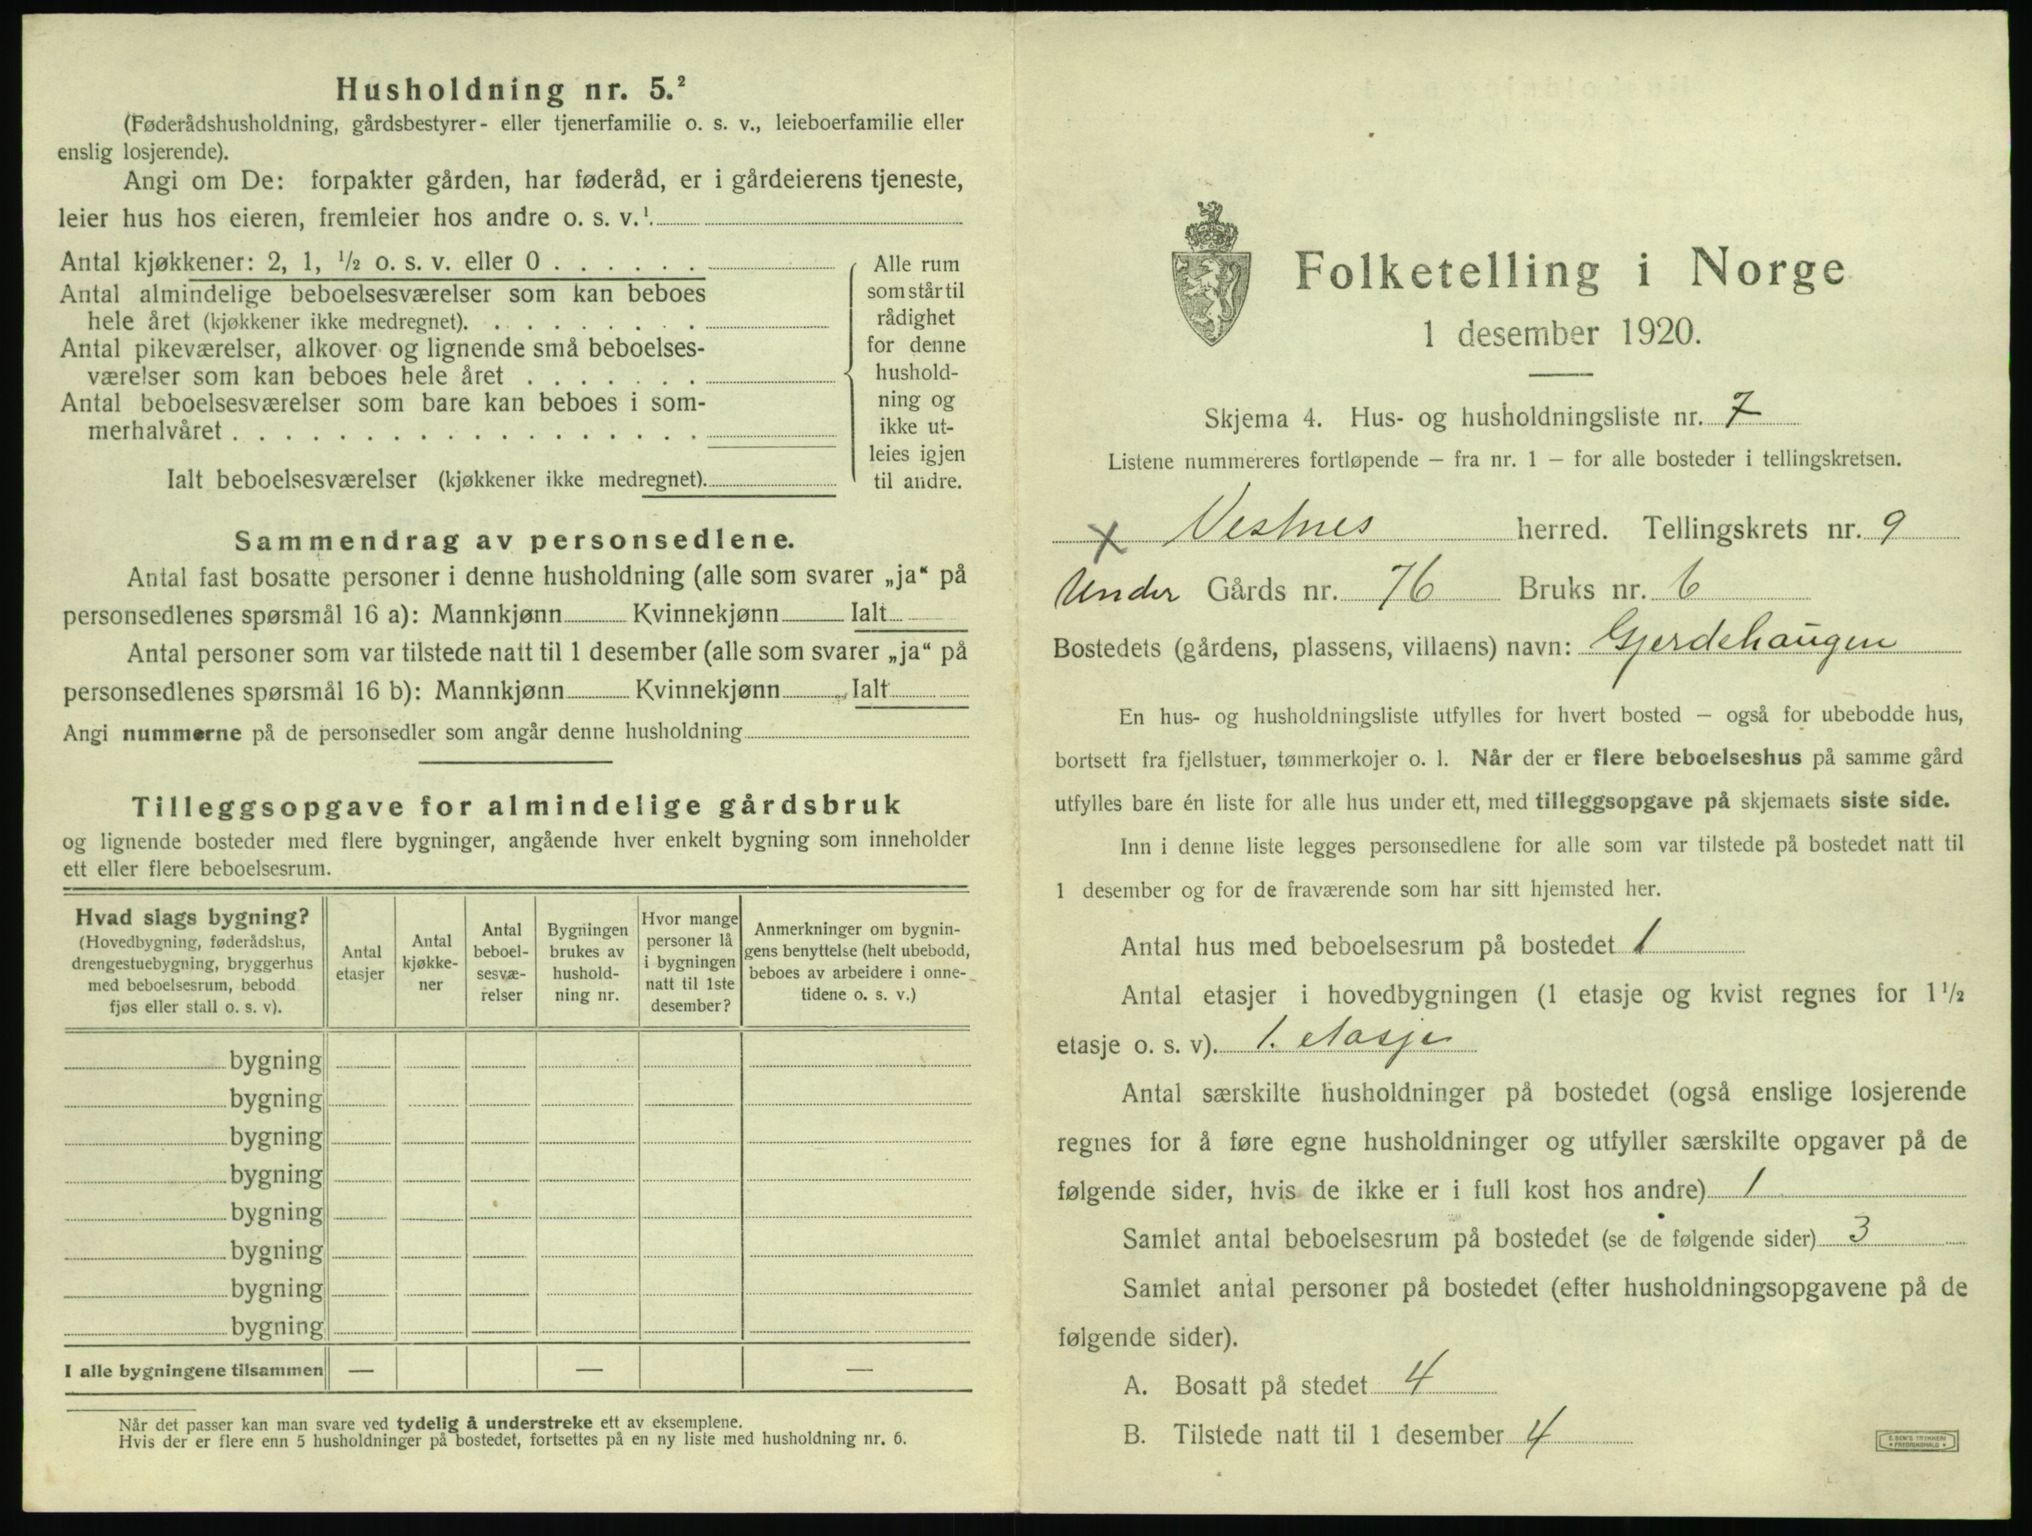 Husholdning nr. 5.²
(Føderådshusholdning, gårdsbestyrer- eller tjenerfamilie o. s. v., leieboerfamilie eller
enslig losjerende).
Angi om De: forpakter gården, har føderåd, er i gårdeierens tjeneste,
leier hus hos eieren, fremleier hos andre o. s. v.¹
Antal kjøkkener: 2, 1, ½ o. s. v. eller 0
Antal almindelige beboelsesværelser som kan beboes
hele året (kjøkkener ikke medregnet).
Antal pikeværelser, alkover og lignende små beboelses-
værelser som kan beboes hele året
Antal beboelsesværelser som bare kan beboes i som-
merhalvåret
Ialt beboelsesværelser (kjøkkener ikke medregnet).
Alle rum
som står til
rådighet
for denne
hushold-
ning og
ikke ut-
leies igjen
til andre.
Sammendrag av personsedlene.
Antal fast bosatte personer i denne husholdning (alle som svarer „ja“ på
personsedlenes spørsmål 16 a): Mannkjønn Kvinnekjønn Ialt
Antal personer som var tilstede natt til 1 desember (alle som svarer „ja“ på
personsedlenes spørsmål 16 b): Mannkjønn Kvinnekjønn Ialt
Angi nummerne på de personsedler som angår denne husholdning
Tilleggsopgave for almindelige gårdsbruk
og lignende bosteder med flere bygninger, angående hver enkelt bygning som inneholder
ett eller flere beboelsesrum.
Hvad slags bygning?
(Hovedbygning, føderådshus,
drengestuebygning, bryggerhus
med beboelsesrum, bebodd
fjøs eller stall o. s. v).
Antal
etasjer
Antal
kjøkke-
ner
Antal
beboel-
sesvæ-
relser
Bygningen
brukes av
hushold-
ning nr.
Hvor mange
personer lå
i bygningen
natt til 1ste
desember?
Anmerkninger om bygnin-
gens benyttelse (helt ubebodd,
beboes av arbeidere i onne-
tidene o. s. v.)
bygning
bygning
bygning
bygning
bygning
bygning
bygning
bygning
I alle bygningene tilsammen — — —
Når det passer kan man svare ved tydelig å understreke ett av eksemplene.
Hvis der er flere enn 5 husholdninger på bostedet, fortsettes på en ny liste med husholdning nr. 6.
Folketelling i Norge
1 desember 1920.
Skjema 4. Hus- og husholdningsliste nr. 7
Listene nummereres fortløpende – fra nr. 1 – for alle bosteder i tellingskretsen.
x Vestnes herred. Tellingskrets nr. 9
Under Gårds nr. 76 Bruks nr. 6
Bostedets (gårdens, plassens, villaens) navn: Gjerdehaugen
En hus- og husholdningsliste utfylles for hvert bosted – også for ubebodde hus,
bortsett fra fjellstuer, tømmerkojer o. l. Når der er flere beboelseshus på samme gård
utfylles bare én liste for alle hus under ett, med tilleggsopgave på skjemaets siste side.
Inn i denne liste legges personsedlene for alle som var tilstede på bostedet natt til
1 desember og for de fraværende som har sitt hjemsted her.
Antal hus med beboelsesrum på bostedet 1
Antal etasjer i hovedbygningen (1 etasje og kvist regnes for 1½
etasje o. s. v). 1. etasje
Antal særskilte husholdninger på bostedet (også enslige losjerende
regnes for å føre egne husholdninger og utfyller særskilte opgaver på de
følgende sider, hvis de ikke er i full kost hos andre) 1
Samlet antal beboelsesrum på bostedet (se de følgende sider) 3
Samlet antal personer på bostedet (efter husholdningsopgavene på de
følgende sider).
A. Bosatt på stedet 4
B. Tilstede natt til 1 desember 4